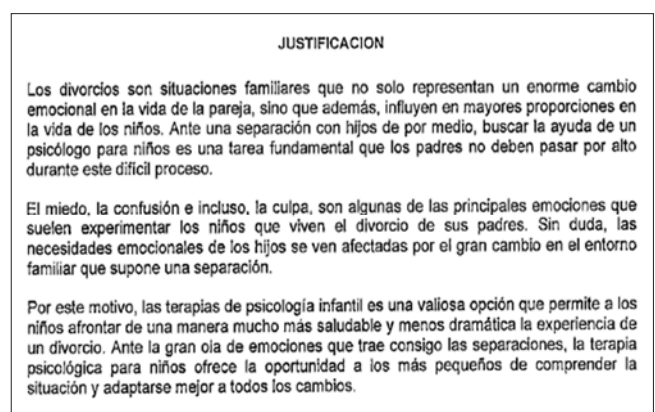 JUSTIFICACION
Los divorcios son situaciones familiares que no solo representan un enorme cambio
emocional en la vida de la pareja, sino que además, influyen en mayores proporciones en
la vida de los niños. Ante una separación con hijos de por medio, buscar la ayuda de un
psicólogo para niños es una tarea fundamental que los padres no deben pasar por alto
durante este difícil proceso.
El miedo, la confusión e incluso, la culpa, son algunas de las principales emociones que
suelen experimentar los niños que viven el divorcio de sus padres. Sin duda, las
necesidades emocionales de los hijos se ven afectadas por el gran cambio en el entorno
familiar que supone una separación.
Por este motivo, las terapias de psicología infantil es una valiosa opción que permite a los
niños afrontar de una manera mucho más saludable y menos dramática la experiencia de
un divorcio. Ante la gran ola de emociones que trae consigo las separaciones, la terapia
psicológica para niños ofrece la oportunidad a los más pequeños de comprender la
situación y adaptarse mejor a todos los cambios.